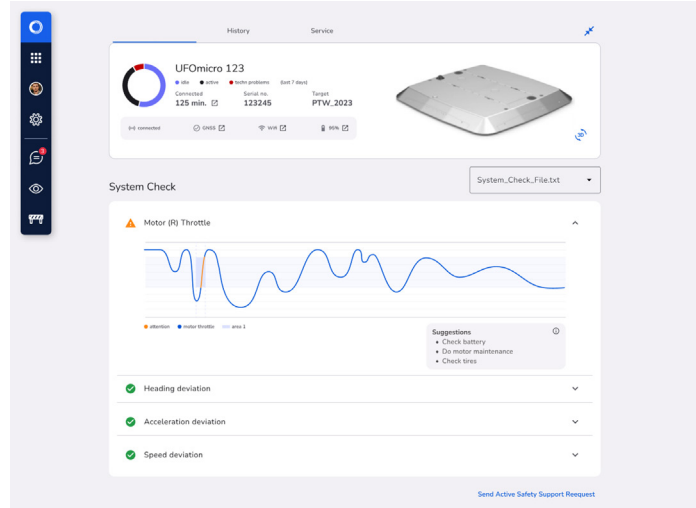 History
Service
UFOmicro 123
idle active techn problems (last 7 days)
Connected Serial no. Target
125 min. 123245 PTW_2023
connected GNSS Wifi 95%
3D
System Check
System_Check_File.txt
Motor (R) Throttle
attention motor throttle area 1
Suggestions
Check battery
Do motor maintenance
Check tires
Heading deviation
Acceleration deviation
Speed deviation
Send Active Safety Support Reequest